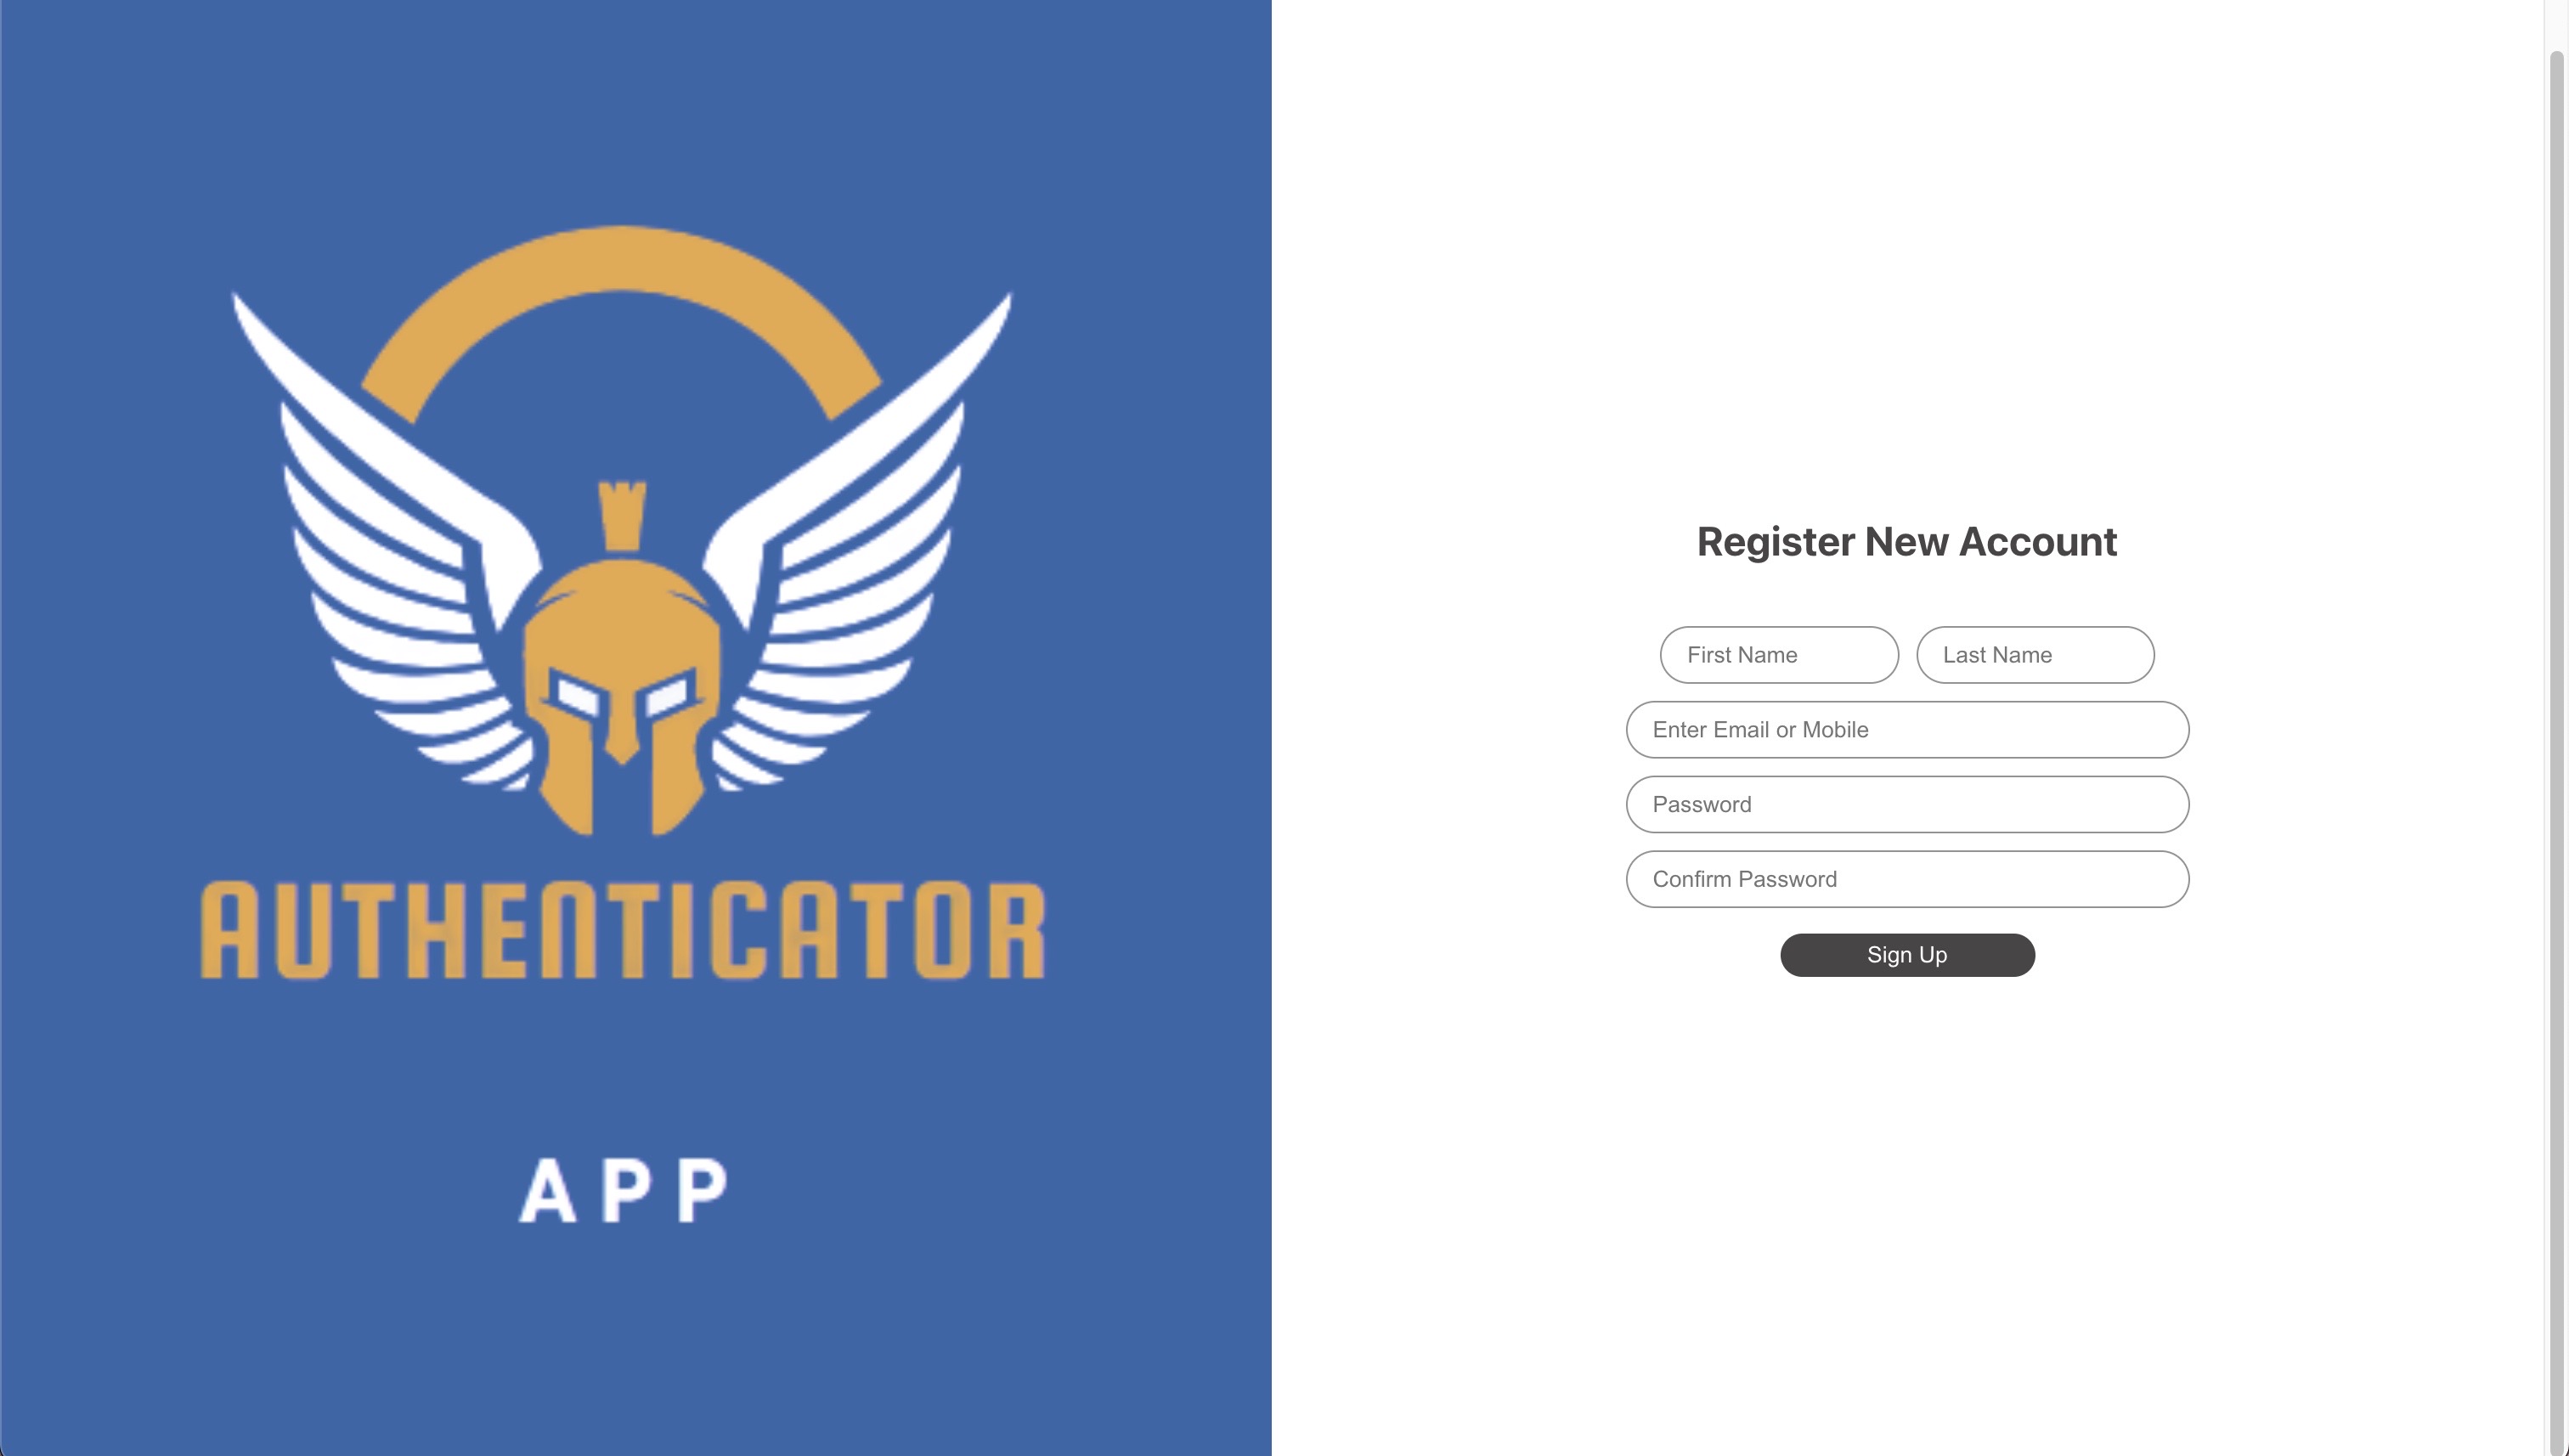 AUTHENTICATOR
APP
Register New Account
First Name Last Name
Enter Email or Mobile
Password
Confirm Password
Sign Up